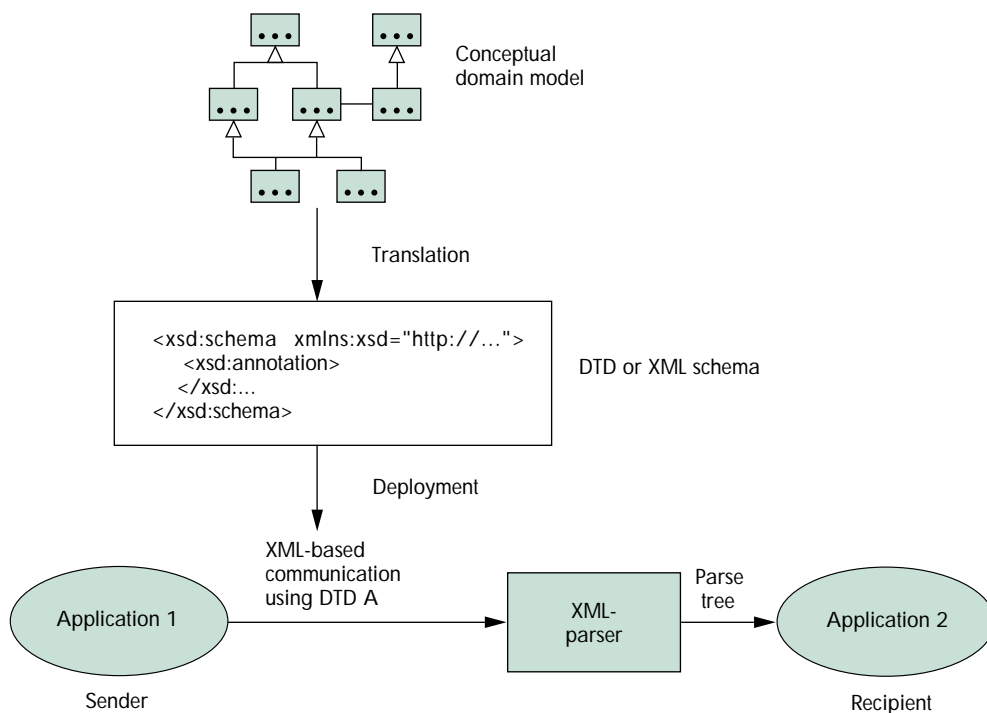 ...
...
Conceptual
domain model
...
...
...
...
...
Translation
<xsd:schema xmlns:xsd="http://...">
<xsd:annotation>
</xsd:...
</xsd:schema>
DTD or XML schema
Deployment
XML-based
communication
using DTD A
Application 1
XML-
parser
Parse
tree
Application 2
Sender
Recipient